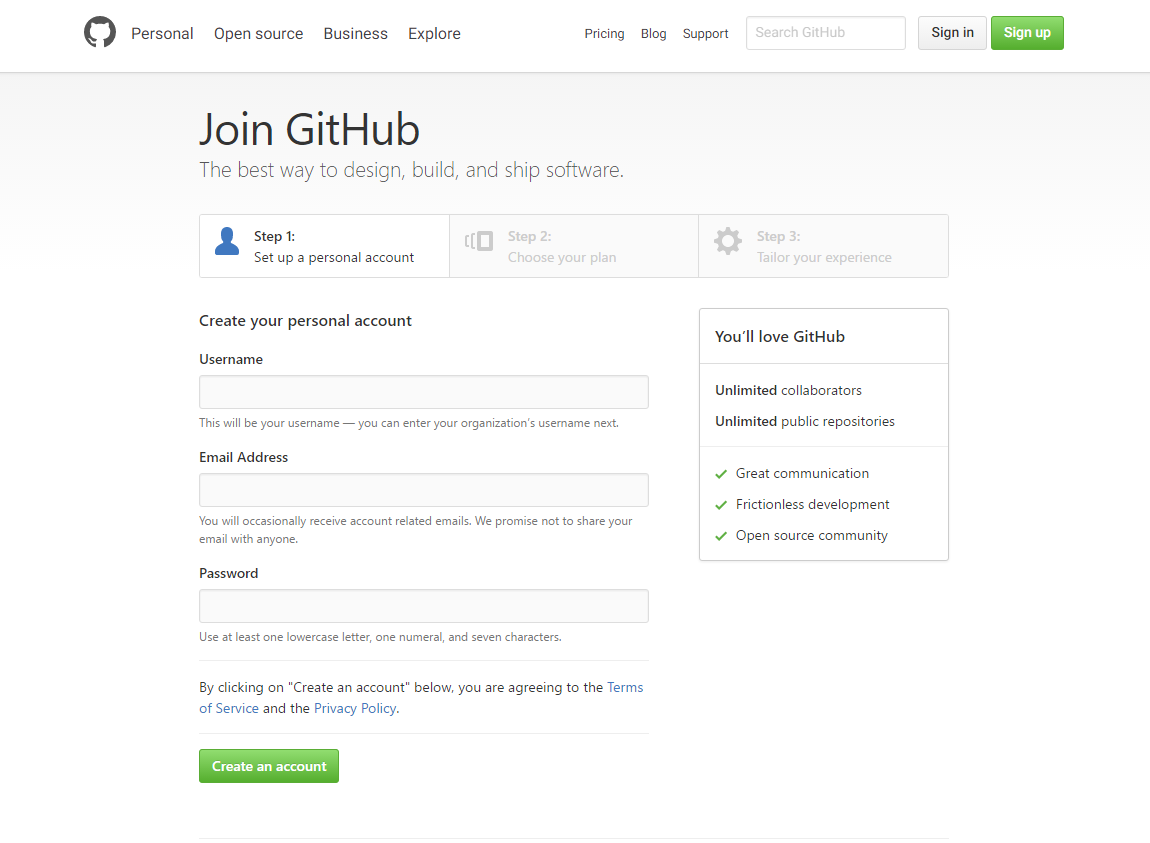 Personal Open source Business Explore Pricing Blog Support Search GitHub Sign in Sign up
Join GitHub
The best way to design, build, and ship software.
Step 1:
Set up a personal account
Step 2:
Choose your plan
Step 3:
Tailor your experience
Create your personal account
Username
This will be your username — you can enter your organization's username next.
Email Address
You will occasionally receive account related emails. We promise not to share your
email with anyone.
Password
Use at least one lowercase letter, one numeral, and seven characters.
By clicking on "Create an account" below, you are agreeing to the Terms
of Service and the Privacy Policy.
Create an account
You'll love GitHub
Unlimited collaborators
Unlimited public repositories
Great communication
Frictionless development
Open source community